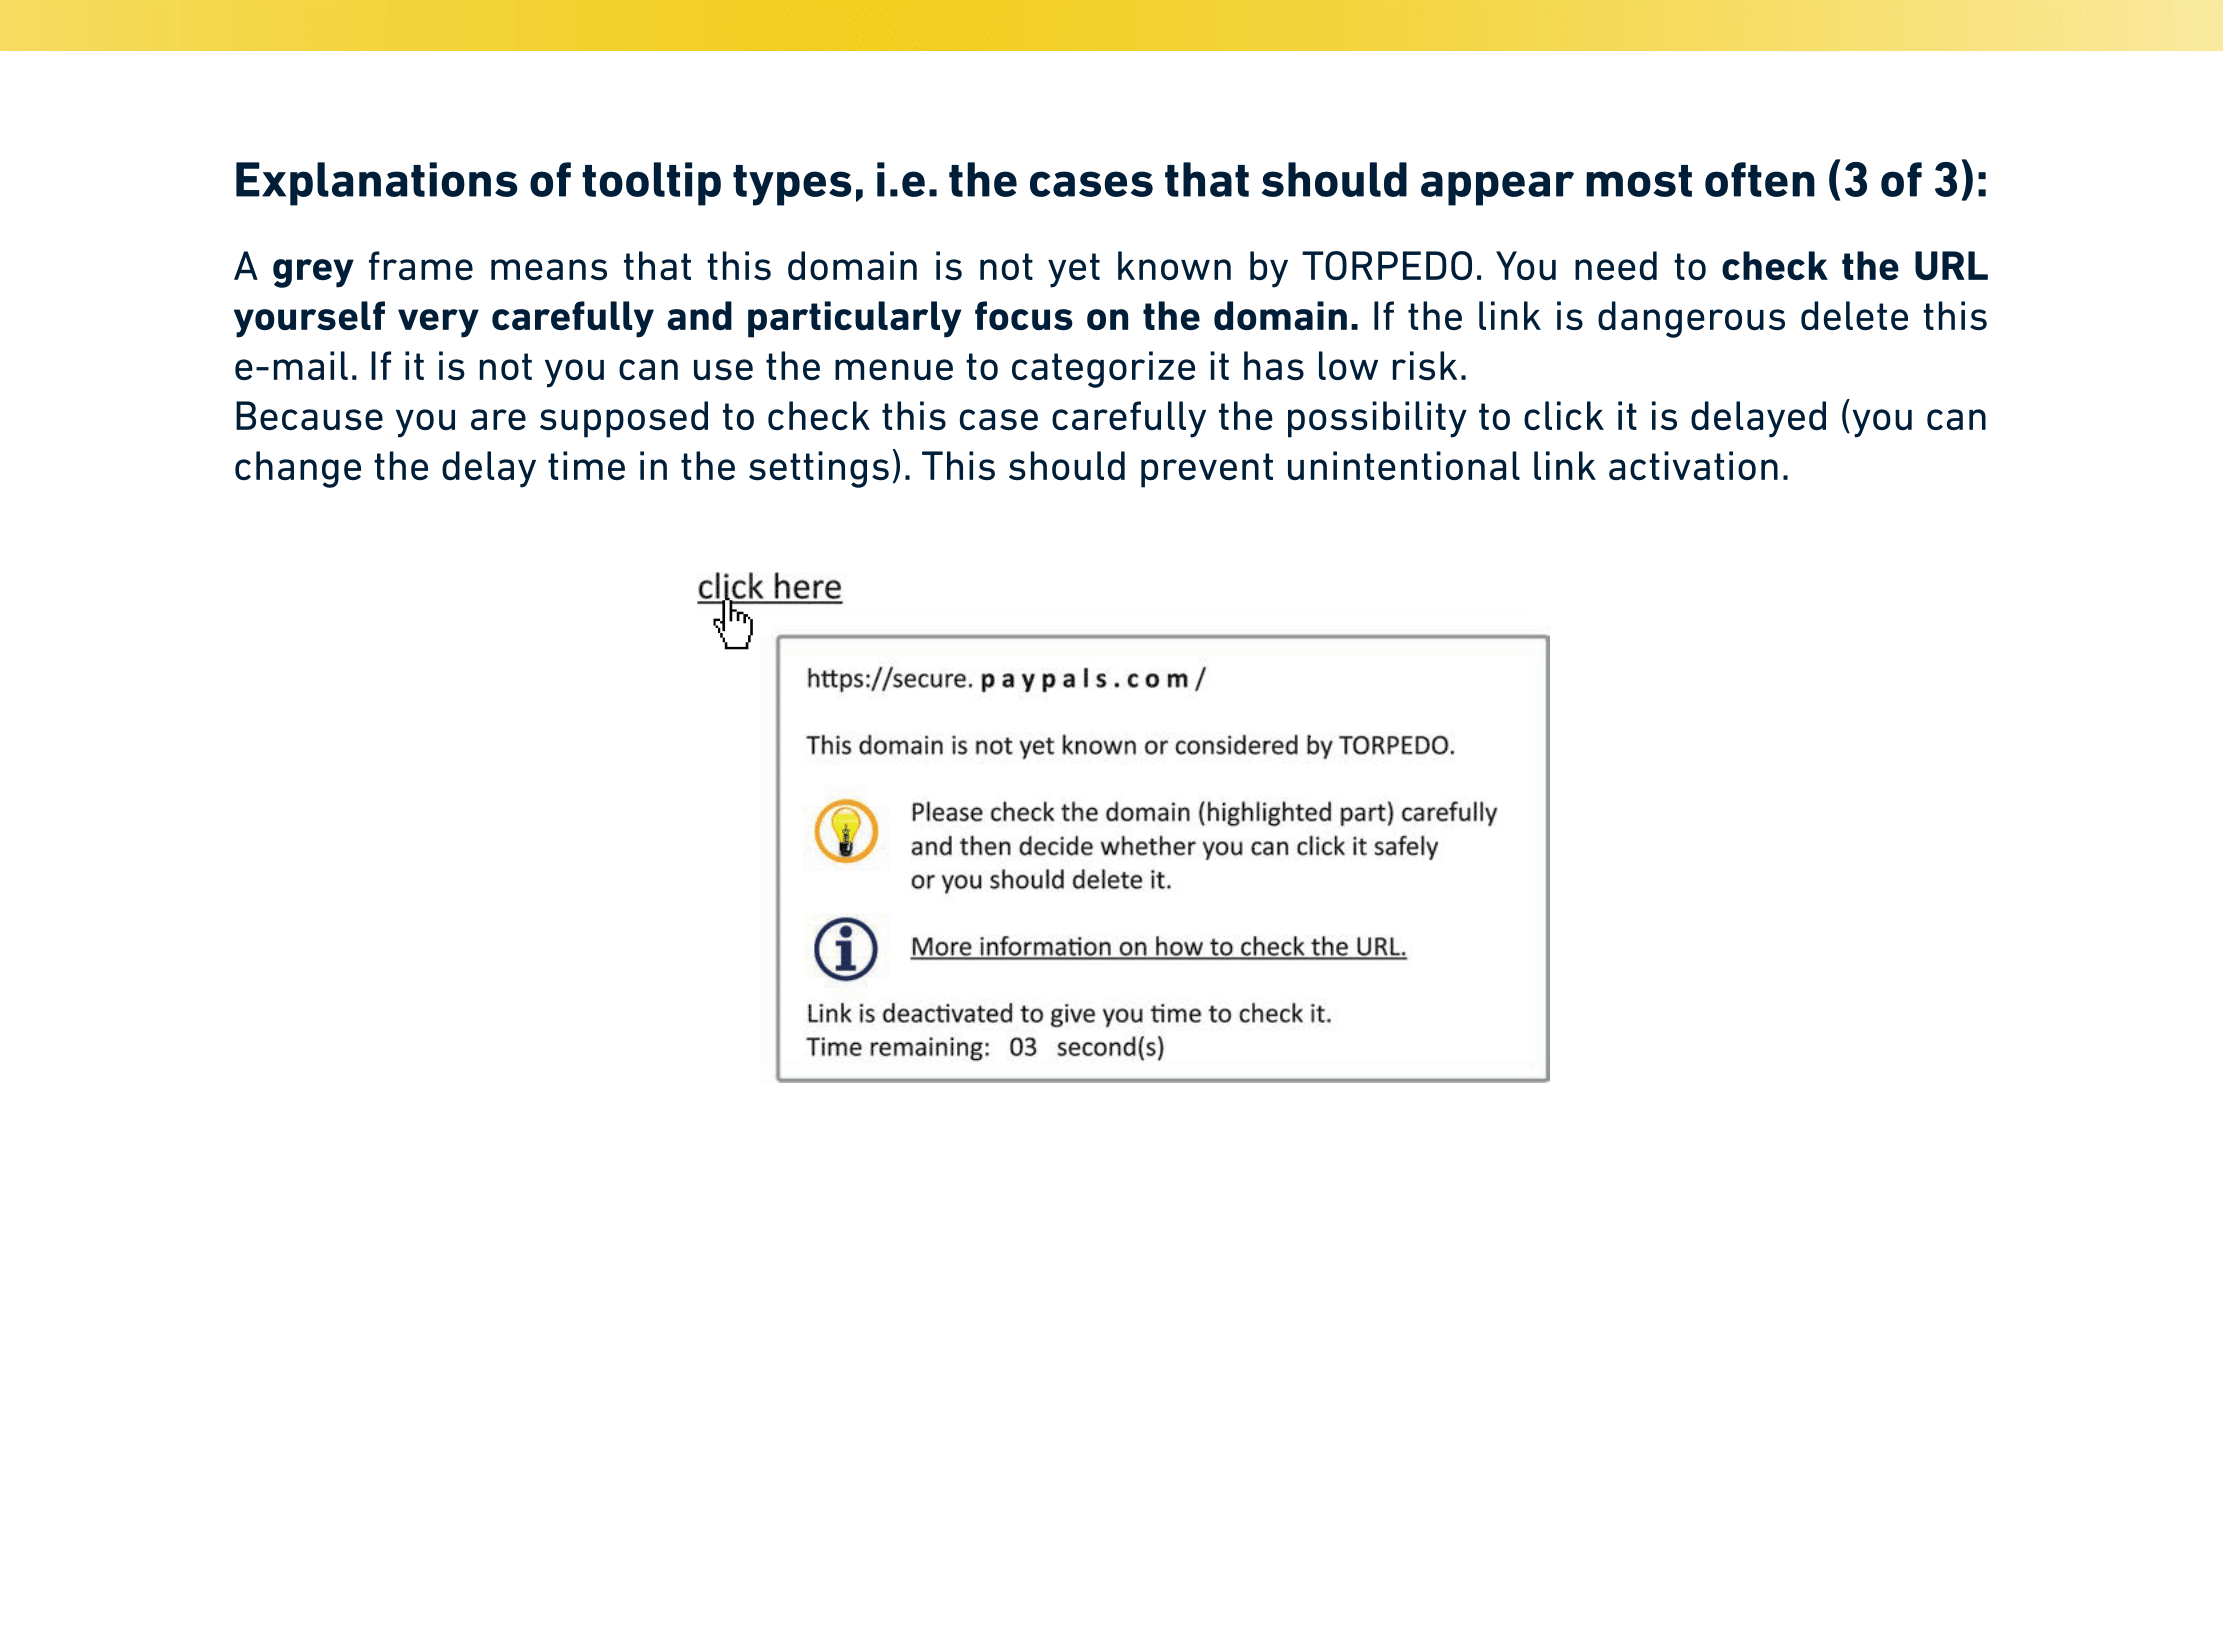 Explanations of tooltip types, i.e. the cases that should appear most often (3 of 3):
A grey frame means that this domain is not yet known by TORPEDO. You need to check the URL
yourself very carefully and particularly focus on the domain. If the link is dangerous delete this
e-mail. If it is not you can use the menue to categorize it has low risk.
Because you are supposed to check this case carefully the possibility to click it is delayed (you can
change the delay time in the settings). This should prevent unintentional link activation.
click here
https://secure. paypals.com/
This domain is not yet known or considered by TORPEDO.
Please check the domain (highlighted part) carefully
and then decide whether you can click it safely
or you should delete it.
More information on how to check the URL.
Link is deactivated to give you time to check it.
Time remaining: 03 second(s)